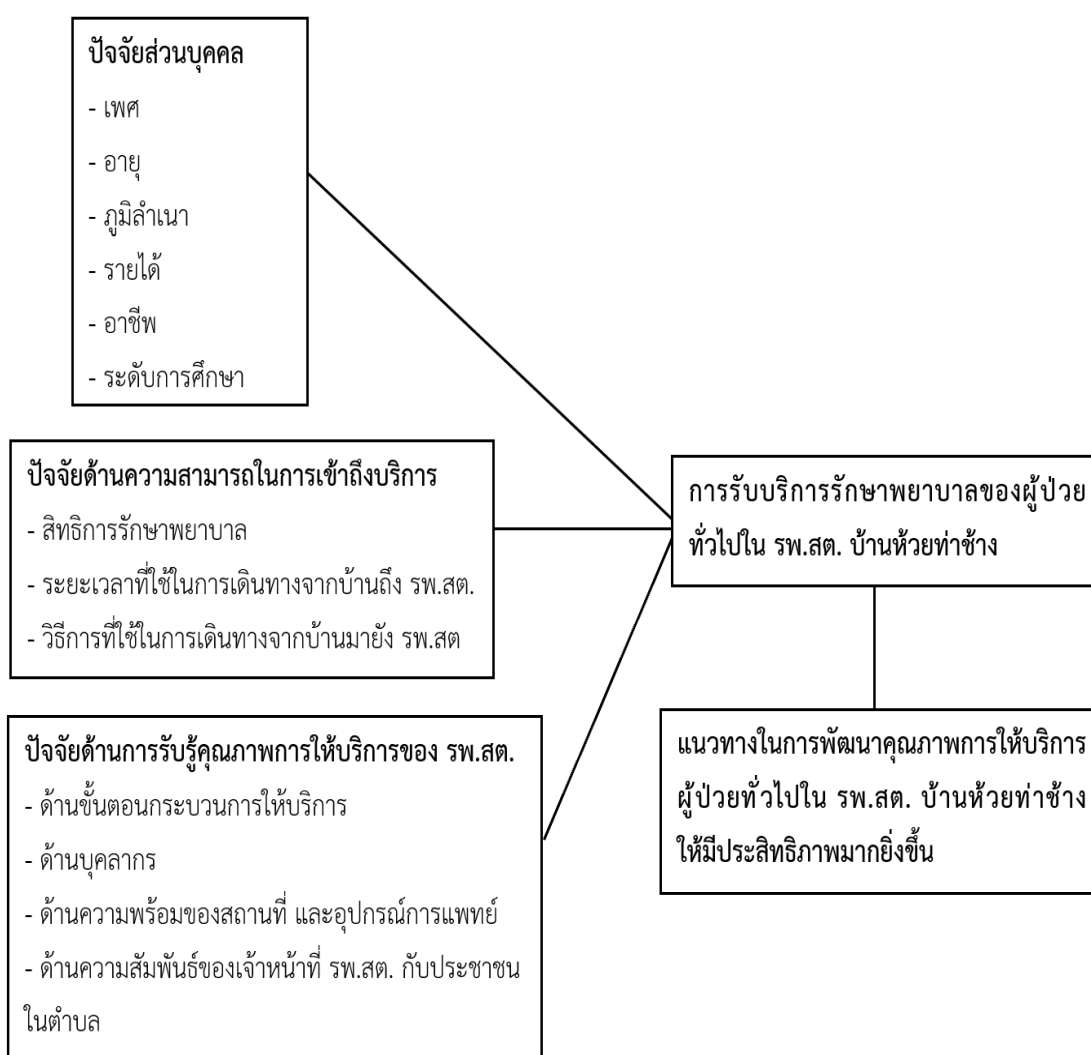 ปัจจัยส่วนบุคคล
- เพศ
- อายุ
- ภูมิลำเนา
- รายได้
- อาชีพ
- ระดับการศึกษา
ปัจจัยด้านความสามารถในการเข้าถึงบริการ
- สิทธิการรักษาพยาบาล
- ระยะเวลาที่ใช้ในการเดินทางจากบ้านถึง รพ.สต.
- วิธีการที่ใช้ในการเดินทางจากบ้านมายัง รพ.สต
ปัจจัยด้านการรับรู้คุณภาพการให้บริการของ รพ.สต.
- ด้านขั้นตอนกระบวนการให้บริการ
- ด้านบุคลากร
- ด้านความพร้อมของสถานที่ และอุปกรณ์การแพทย์
- ด้านความสัมพันธ์ของเจ้าหน้าที่ รพ.สต. กับประชาชน
ในตำบล
การรับบริการรักษาพยาบาลของผู้ป่วย
ทั่วไปใน รพ.สต. บ้านห้วยท่าช้าง
แนวทางในการพัฒนาคุณภาพการให้บริการ
ผู้ป่วยทั่วไปใน รพ.สต. บ้านห้วยท่าช้าง
ให้มีประสิทธิภาพมากยิ่งขึ้น